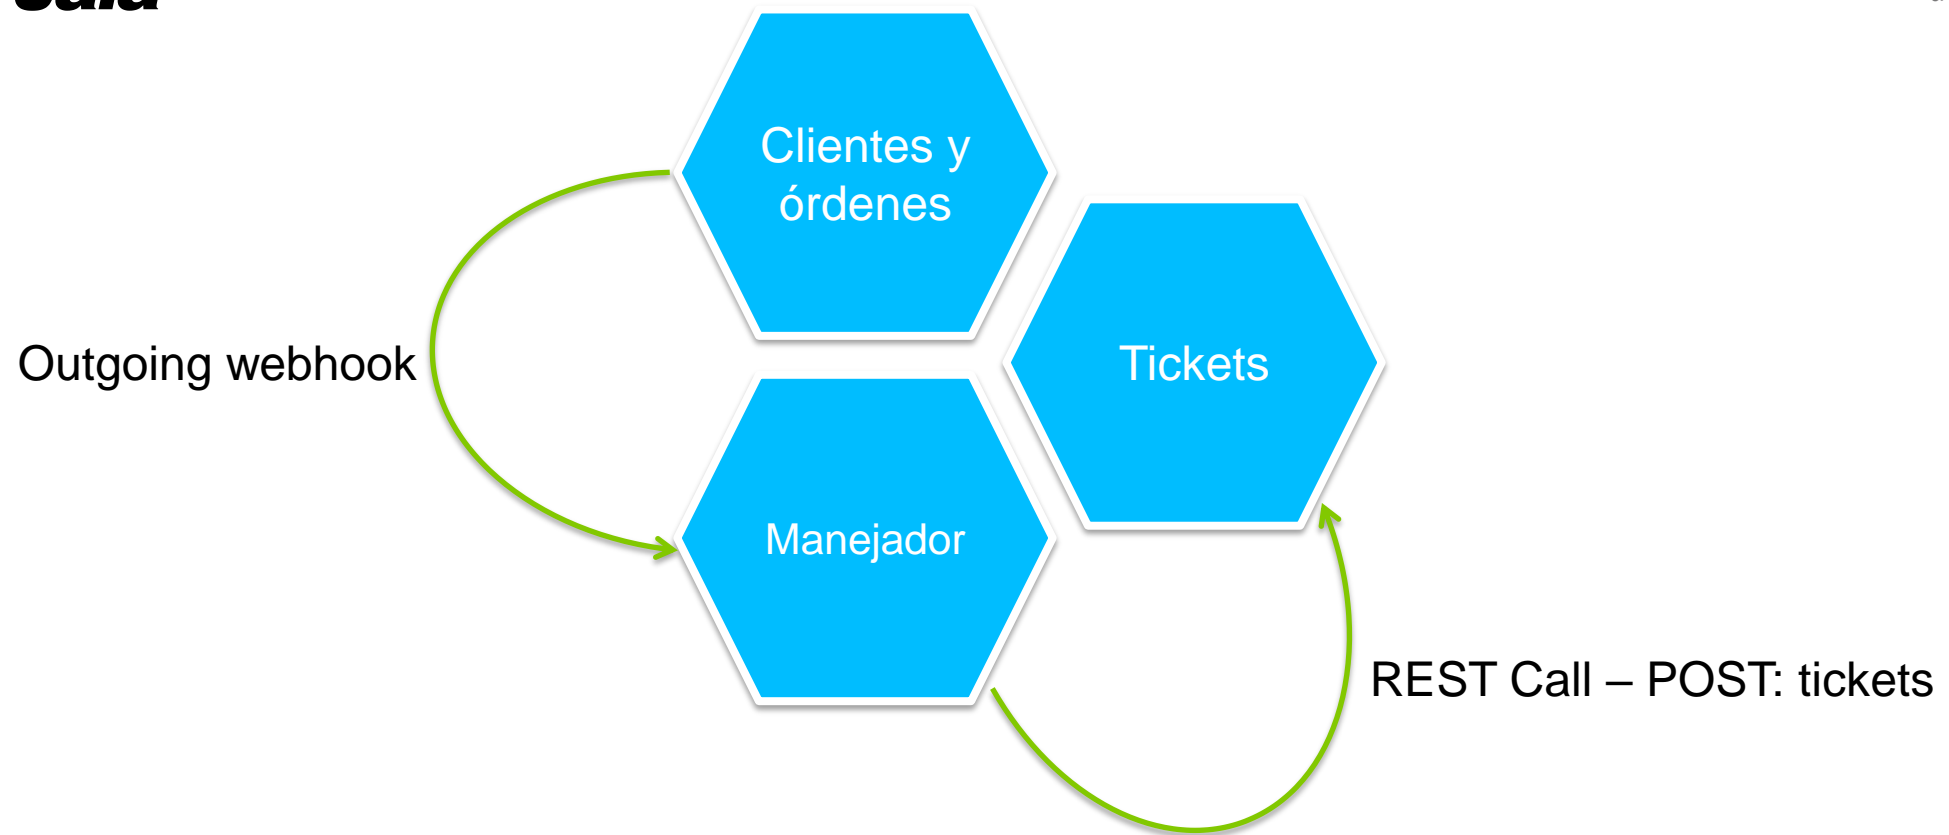 Clientes y
órdenes
Tickets
Outgoing webhook
Manejador
REST Call – POST: tickets